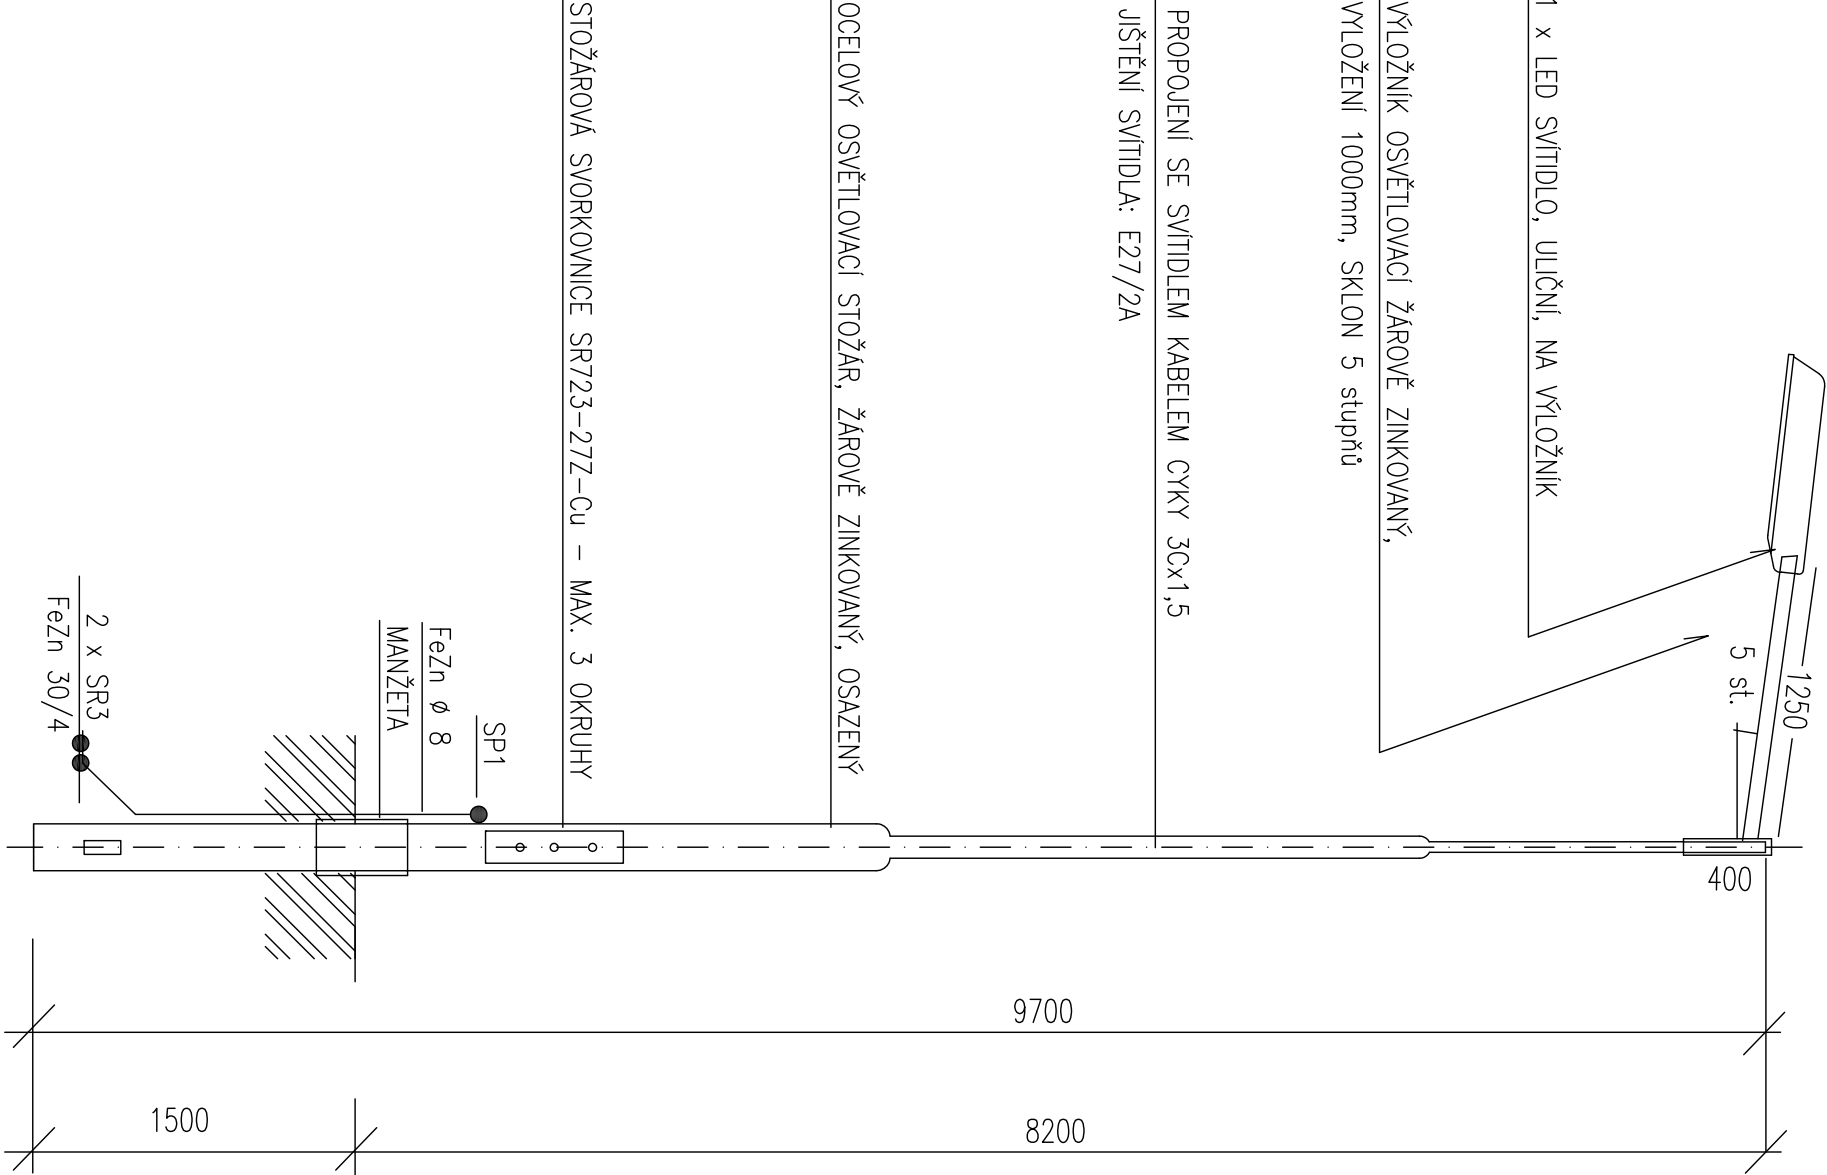 1 x LED SVÍTIDLO, ULIČNÍ, NA VÝLOŽNÍK
VÝLOŽNÍK OSVĚTLOVACÍ ŽÁROVĚ ZINKOVANÝ,
VYLOŽENÍ 1000mm, SKLON 5 stupňů
PROPOJENÍ SE SVÍTIDLEM KABELEM CYKY 3Cx1,5
JIŠTĚNÍ SVÍTIDLA: E27/2A
OCELOVÝ OSVĚTLOVACÍ STOŽÁR, ŽÁROVĚ ZINKOVANÝ, OSAZENÝ
STOŽÁROVÁ SVORKOVNICE SR723-27Z-Cu - MAX. 3 OKRUHY
1250
5 st.
400
SP1
FeZn ø 8
MANŽETA
2 x SR3
FeZn 30/4
9700
1500
8200